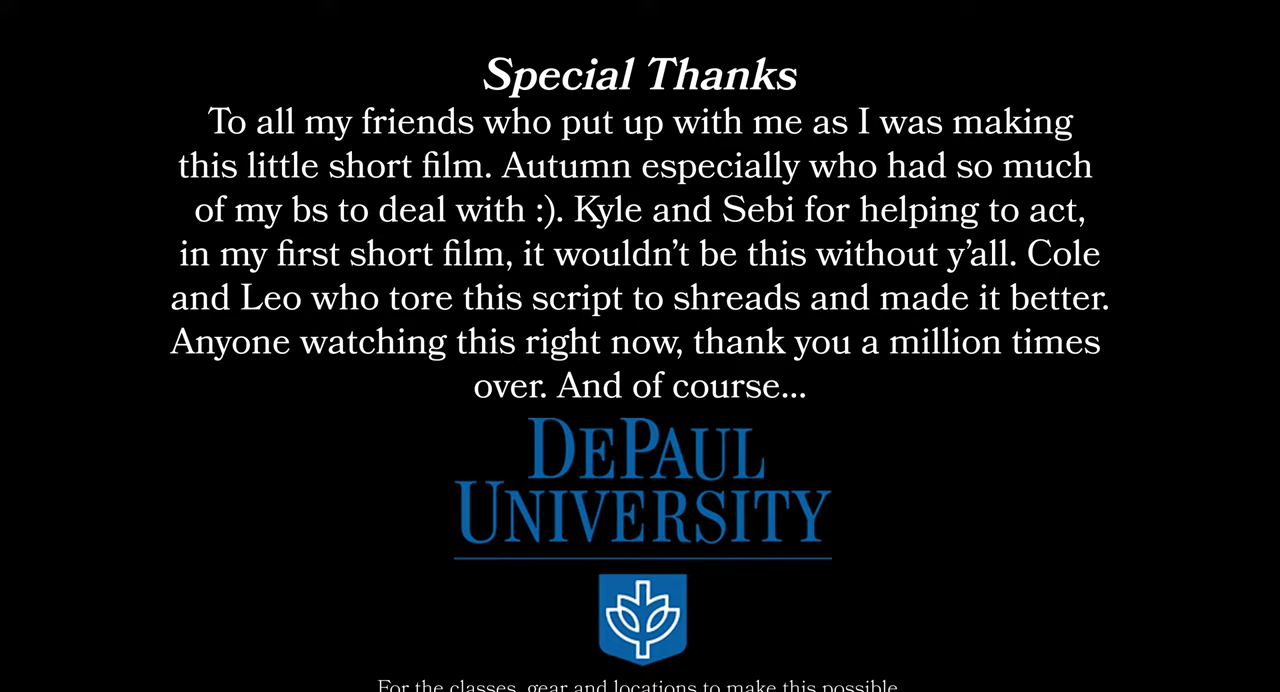 Special Thanks
To all my friends who put up with me as I was making
this little short film. Autumn especially who had so much
of my bs to deal with :). Kyle and Sebi for helping to act,
in my first short film, it wouldn't be this without y'all. Cole
and Leo who tore this script to shreds and made it better.
Anyone watching this right now, thank you a million times
over. And of course...
DEPAUL
UNIVERSITY
For the classes, gear and locations to make this possible